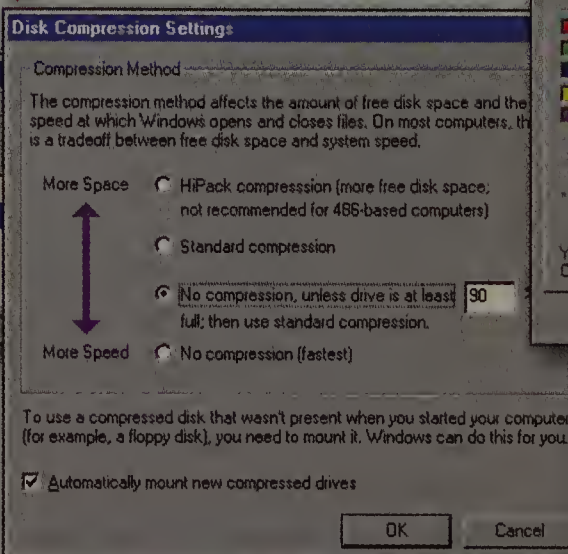 Disk Compression Settings
Compression Method
The compression method affects the amount of free disk space and the
speed at which Windows opens and closes files. On most computers, th
is a tradeoff between free disk space and system speed.
More Space
HiPack compresssion (more free disk space;
not recommended for 486-based computers)
Standard compression
No compression, unless drive is at least 90
full; then use standard compression.
More Speed
No compression (fastest)
To use a compressed disk that wasn't present when you started your computer
(for example, a floppy disk), you need to mount it. Windows can do this for you.
Automatically mount new compressed drives
OK
Cancel